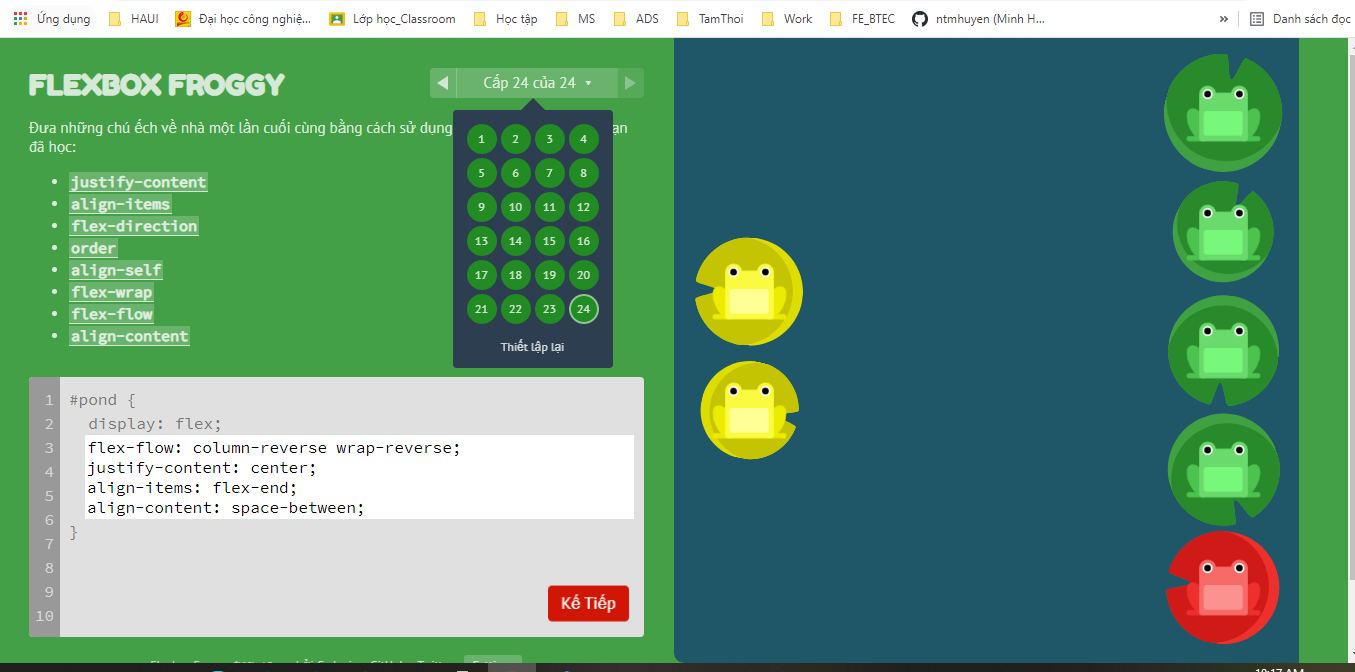 Ứng dụng HAUI Đại học công nghiệ... Lớp học_Classroom Học tập MS ADS TamThoi Work FE_BTEC ntmhuyen (Minh H... » Danh sách đọc
FLEXBOX FROGGY
◀ Cấp 24 của 24 ▼ ▶
Đưa những chú ếch về nhà một lần cuối cùng bằng cách sử dụng
đã học:
justify-content
align-items
flex-direction
order
align-self
flex-wrap
flex-flow
align-content
1 2 3 4
5 6 7 8
9 10 11 12
13 14 15 16
17 18 19 20
21 22 23 24
Thiết lập lại
1 #pond {
2 display: flex;
3 flex-flow: column-reverse wrap-reverse;
4 justify-content: center;
5 align-items: flex-end;
6 align-content: space-between;
7 }
8
9
10
Kế Tiếp